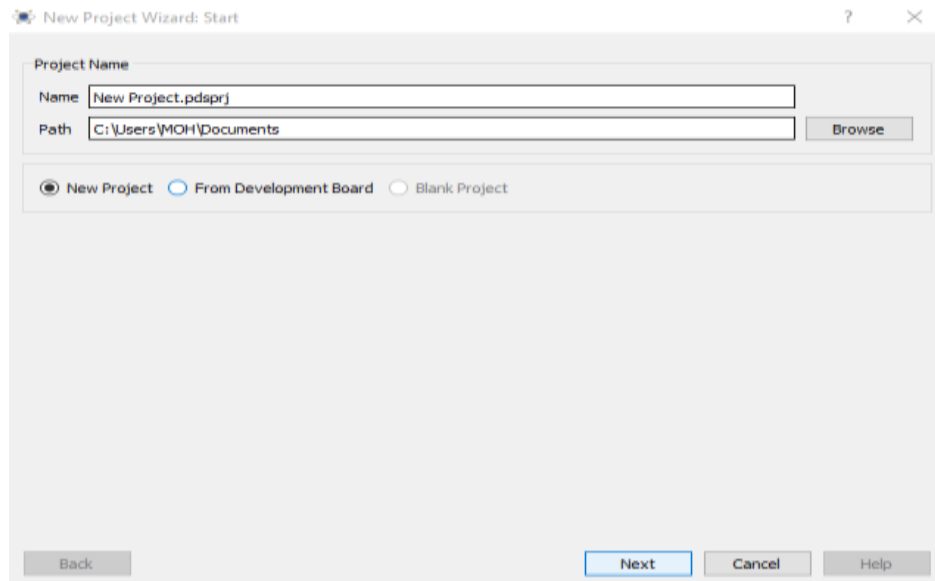 New Project Wizard: Start ?
Project Name
Name New Project.pdsprj
Path C:\Users\MOH\Documents Browse
New Project From Development Board Blank Project
Back Next Cancel Help